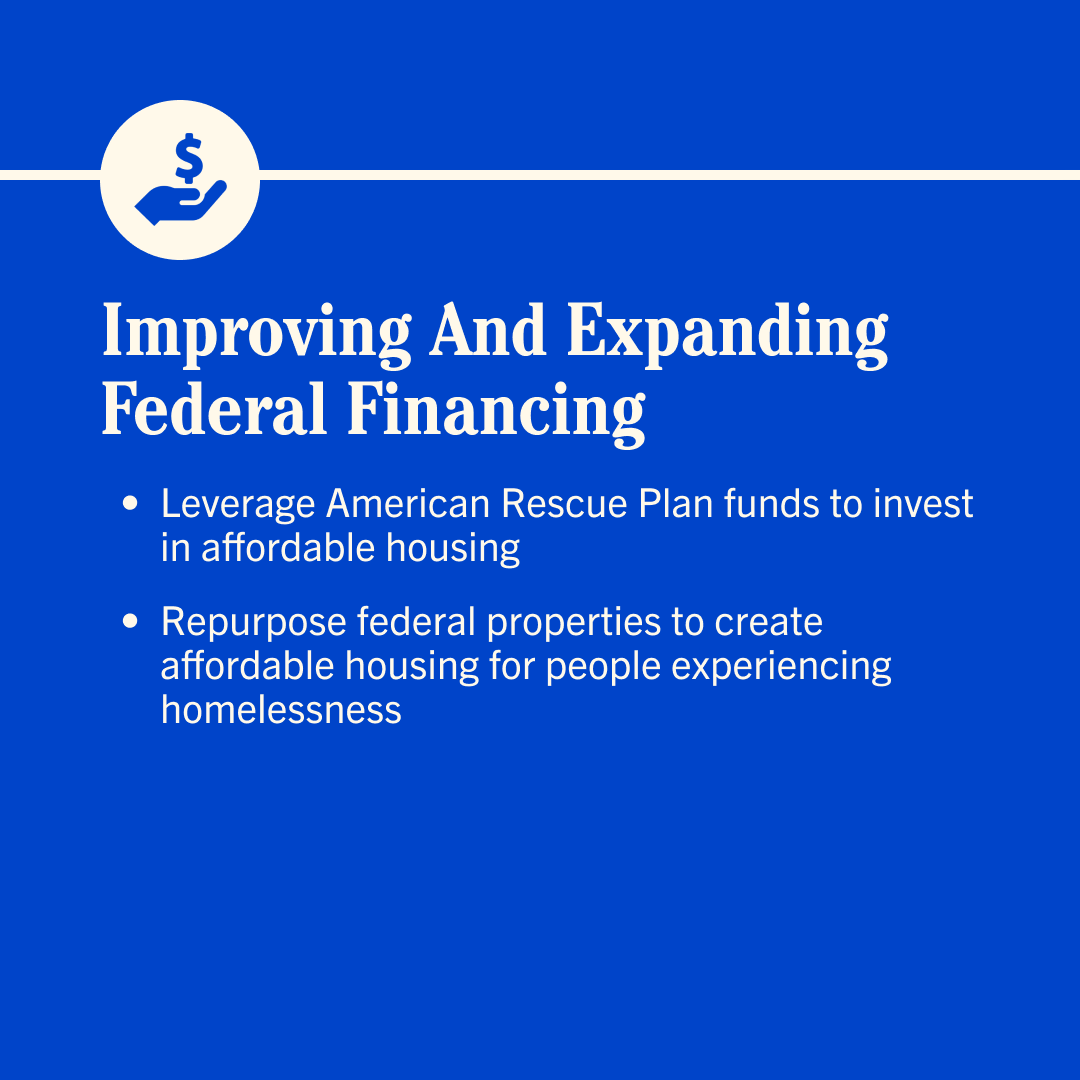 $
Improving And Expanding
Federal Financing
• Leverage American Rescue Plan funds to invest
in affordable housing
• Repurpose federal properties to create
affordable housing for people experiencing
homelessness